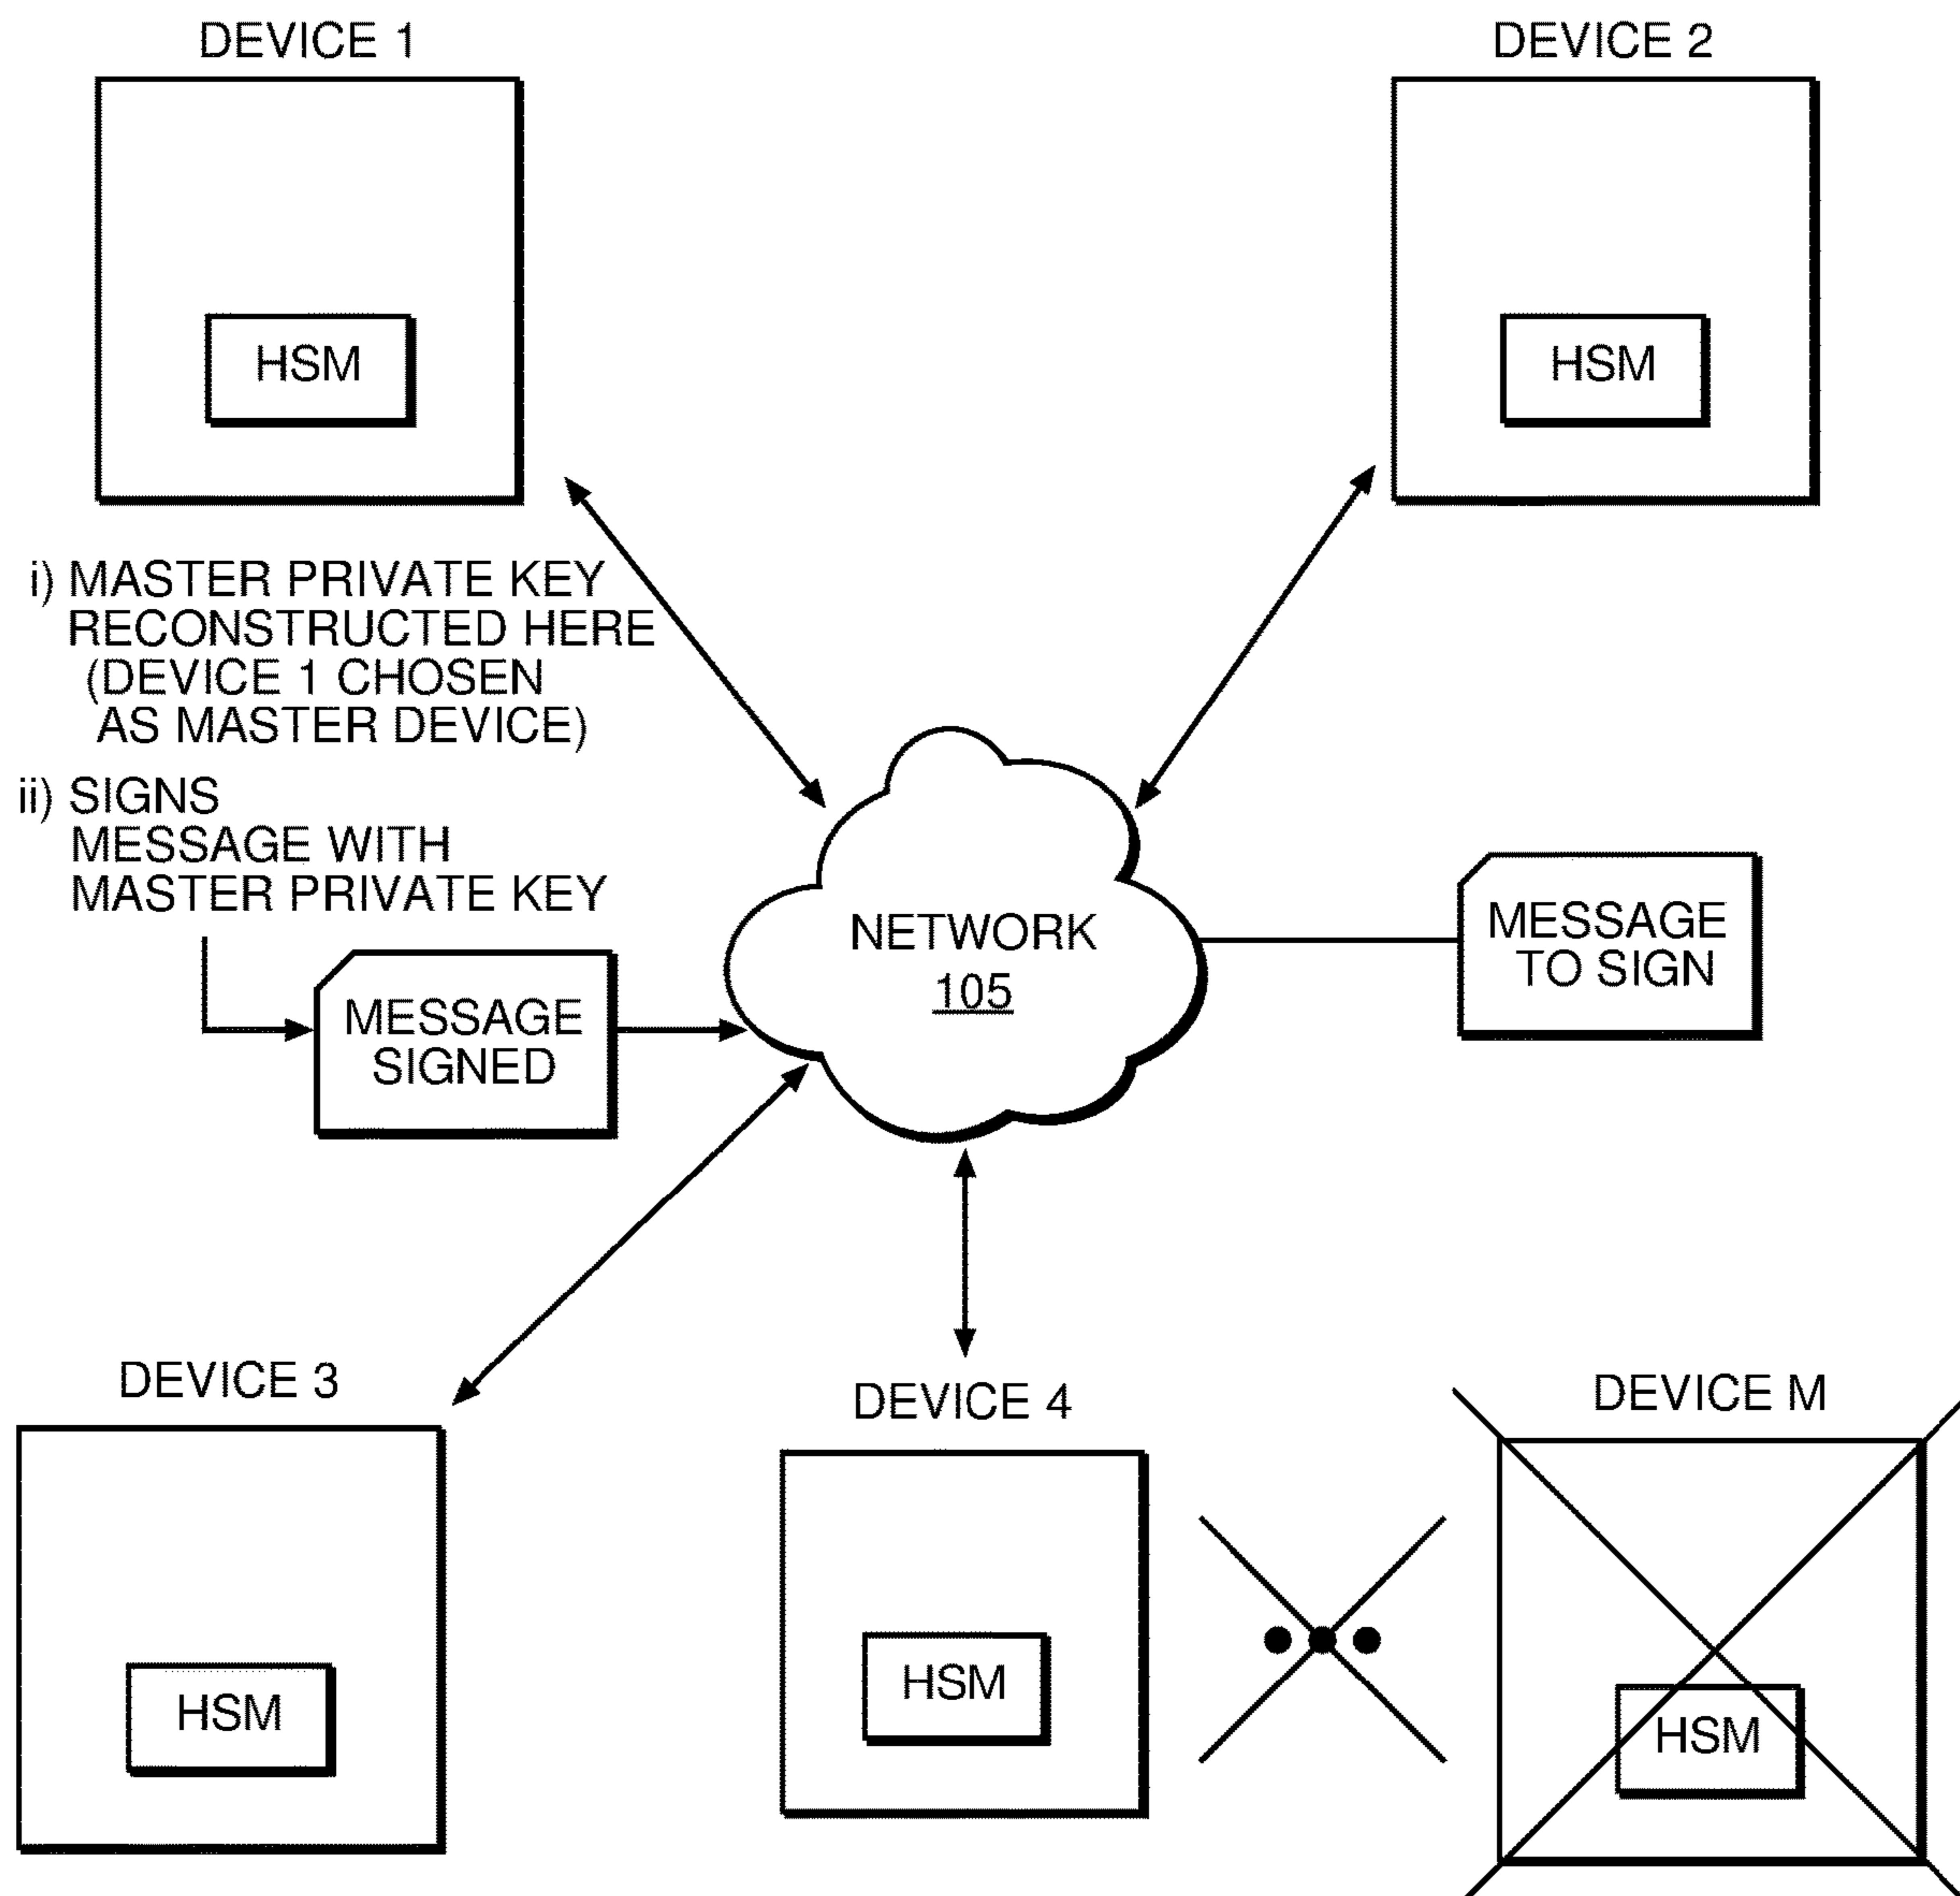 DEVICE 1
DEVICE 2
HSM
HSM
i) MASTER PRIVATE KEY
RECONSTRUCTED HERE
(DEVICE 1 CHOSEN
AS MASTER DEVICE)
ii) SIGNS
MESSAGE WITH
MASTER PRIVATE KEY
MESSAGE
SIGNED
NETWORK
105
MESSAGE
TO SIGN
DEVICE 3
DEVICE 4
DEVICE M
HSM
HSM
HSM